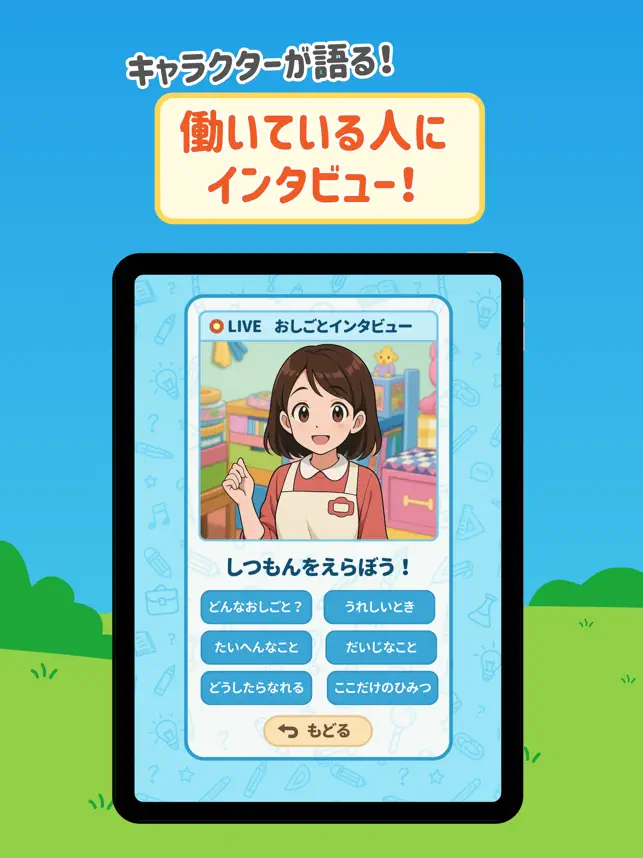 キャラクターが語る!
働いている人に
インタビュー!
LIVE おしごとインタビュー
しつもんをえらぼう!
どんなおしごと?
うれしいとき
たいへんなこと
だいじなこと
どうしたらなれる
ここだけのひみつ
もどる